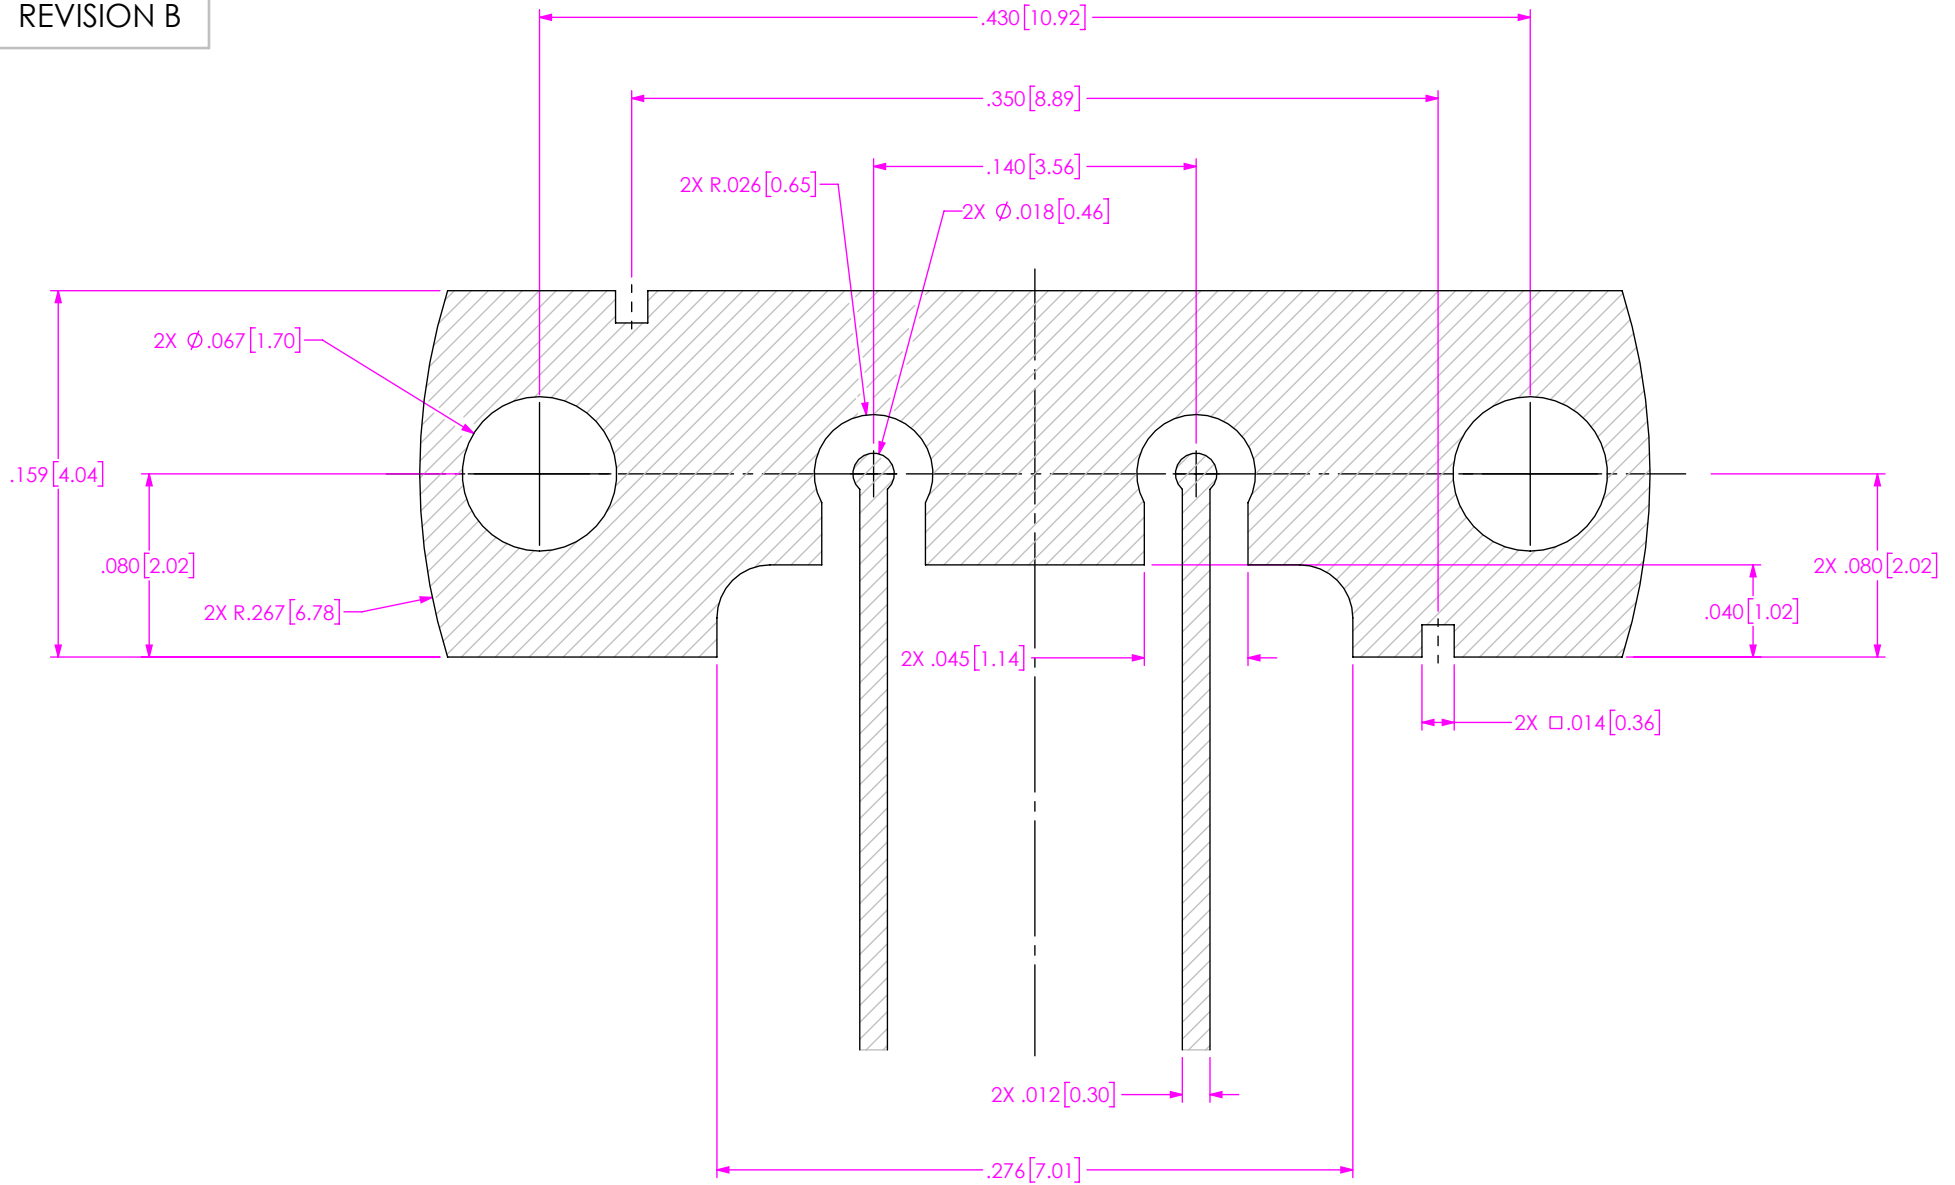 REVISION B
.430[10.92]
.350[8.89]
.140[3.56]
2X R.026[0.65]
2X Ø.018[0.46]
2X Ø.067[1.70]
.159[4.04]
.080[2.02]
2X .080[2.02]
2X R.267[6.78]
.040[1.02]
2X .045[1.14]
2X □.014[0.36]
2X .012[0.30]
.276[7.01]